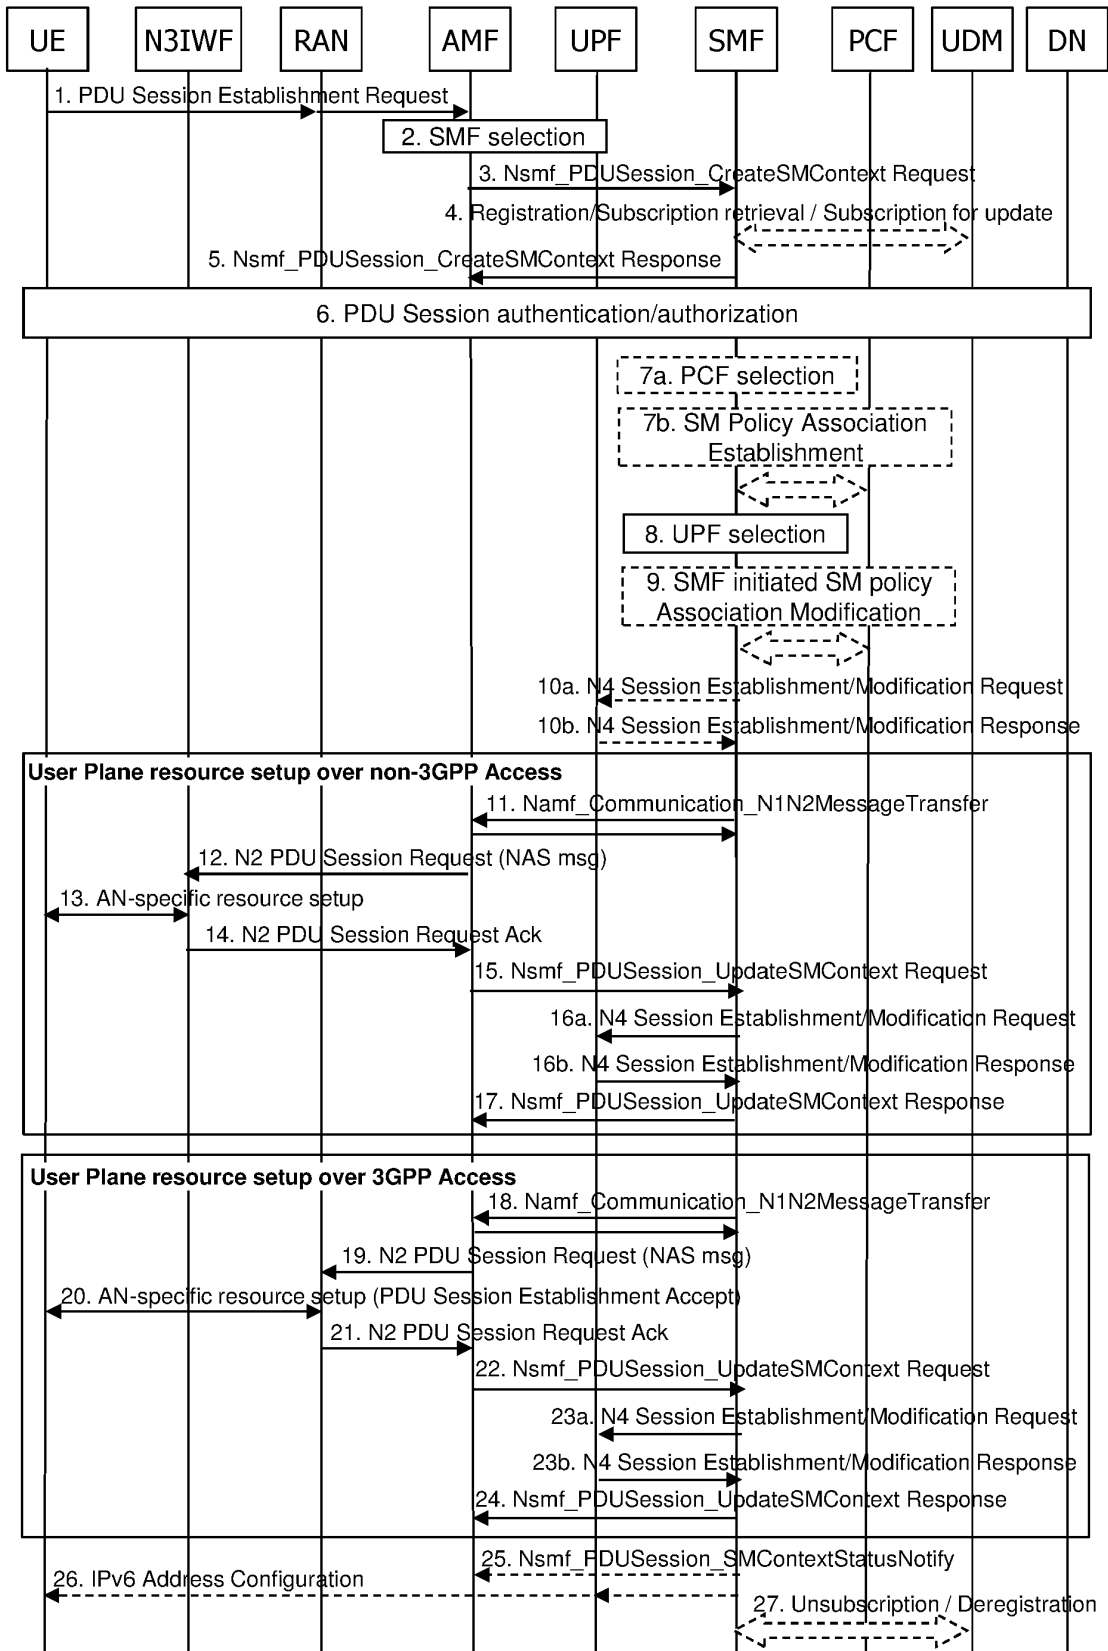 UE N3IWF RAN AMF UPF SMF PCF UDM DN
1. PDU Session Establishment Request
2. SMF selection
3. Nsmf_PDUSession_CreateSMContext Request
4. Registration/Subscription retrieval / Subscription for update
5. Nsmf_PDUSession_CreateSMContext Response
6. PDU Session authentication/authorization
7a. PCF selection
7b. SM Policy Association
Establishment
8. UPF selection
9. SMF initiated SM policy
Association Modification
10a. N4 Session Establishment/Modification Request
10b. N4 Session Establishment/Modification Response
User Plane resource setup over non-3GPP Access
11. Namf_Communication_N1N2MessageTransfer
12. N2 PDU Session Request (NAS msg)
13. AN-specific resource setup
14. N2 PDU Session Request Ack
15. Nsmf_PDUSession_UpdateSMContext Request
16a. N4 Session Establishment/Modification Request
16b. N4 Session Establishment/Modification Response
17. Nsmf_PDUSession_UpdateSMContext Response
User Plane resource setup over 3GPP Access
18. Namf_Communication_N1N2MessageTransfer
19. N2 PDU Session Request (NAS msg)
20. AN-specific resource setup (PDU Session Establishment Accept)
21. N2 PDU Session Request Ack
22. Nsmf_PDUSession_UpdateSMContext Request
23a. N4 Session Establishment/Modification Request
23b. N4 Session Establishment/Modification Response
24. Nsmf_PDUSession_UpdateSMContext Response
25. Nsmf_PDUSession_SMContextStatusNotify
26. IPv6 Address Configuration
27. Unsubscription / Deregistration